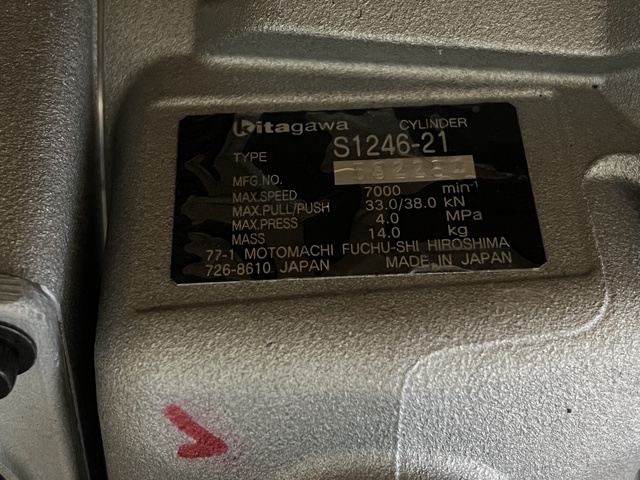 Kitagawa CYLINDER
TYPE S1246-21
MFG.NO.
MAX.SPEED 7000 min⁻¹
MAX.PULL/PUSH 33.0/38.0 kN
MAX.PRESS 4.0 MPa
MASS 14.0 kg
77-1 MOTOMACHI FUCHU-SHI HIROSHIMA
726-8610 JAPAN MADE IN JAPAN